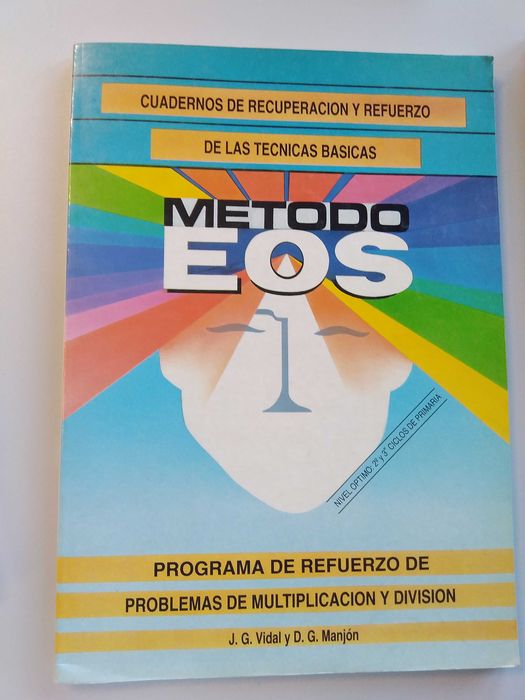 CUADERNOS DE RECUPERACION Y REFUERZO
DE LAS TECNICAS BASICAS
METODO
EOS
NIVEL OPTIMO: 2º y 3º CICLOS DE PRIMARIA
PROGRAMA DE REFUERZO DE
PROBLEMAS DE MULTIPLICACION Y DIVISION
J. G. Vidal y D. G. Manjón